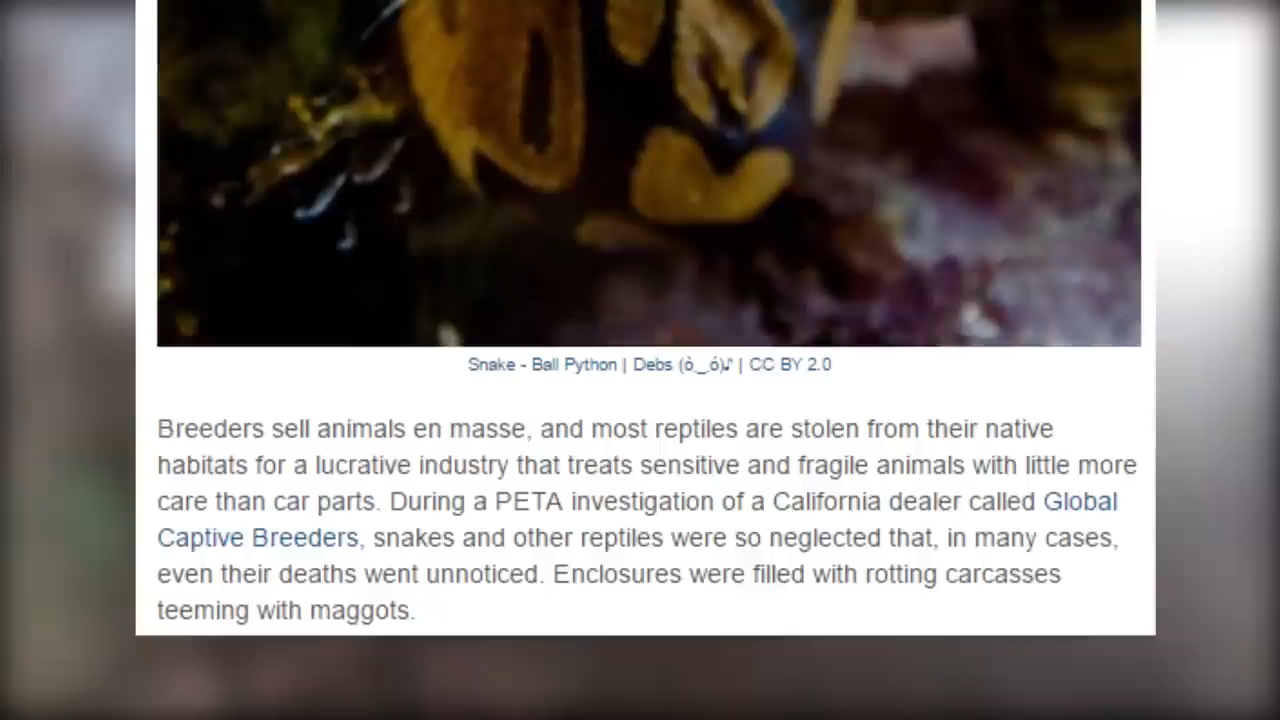 Snake - Ball Python | Debs (ò‿ó)♪ | CC BY 2.0
Breeders sell animals en masse, and most reptiles are stolen from their native
habitats for a lucrative industry that treats sensitive and fragile animals with little more
care than car parts. During a PETA investigation of a California dealer called Global
Captive Breeders, snakes and other reptiles were so neglected that, in many cases,
even their deaths went unnoticed. Enclosures were filled with rotting carcasses
teeming with maggots.